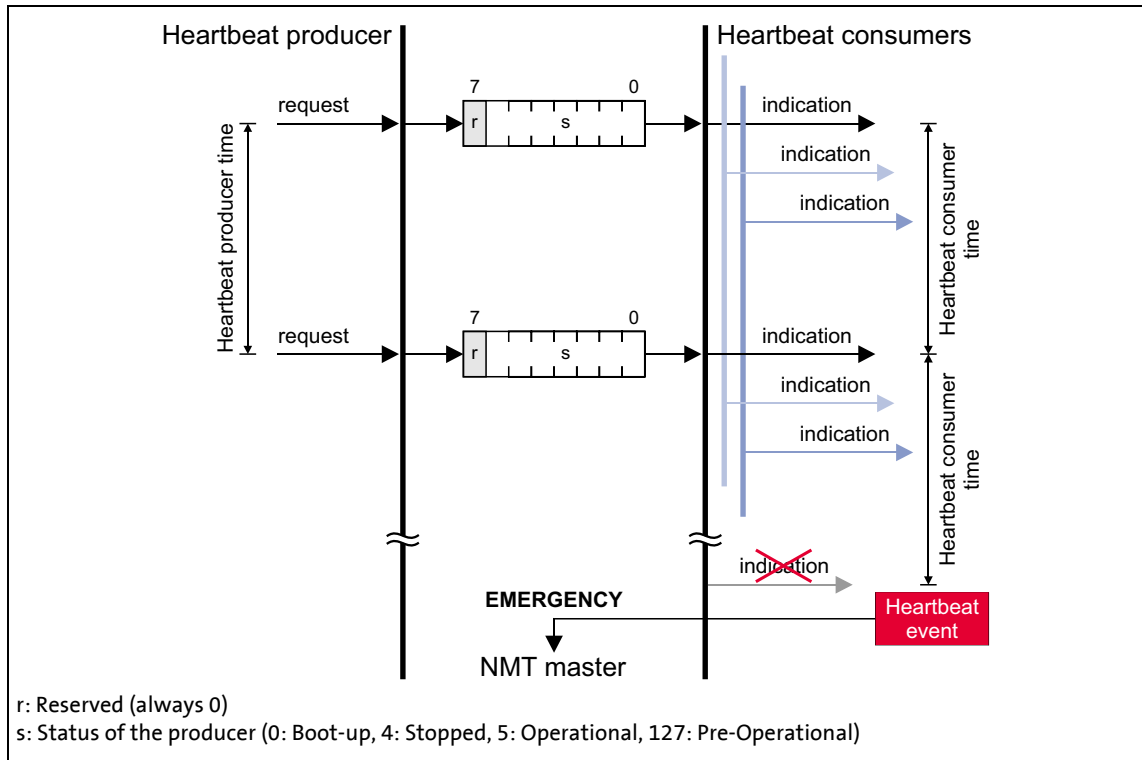 Heartbeat producer
Heartbeat consumers
7
0
request
r
s
indication
indication
indication
Heartbeat producer time
Heartbeat consumer
time
7
0
request
r
s
indication
indication
indication
Heartbeat consumer
time
indication
EMERGENCY
Heartbeat
event
NMT master
r: Reserved (always 0)
s: Status of the producer (0: Boot-up, 4: Stopped, 5: Operational, 127: Pre-Operational)